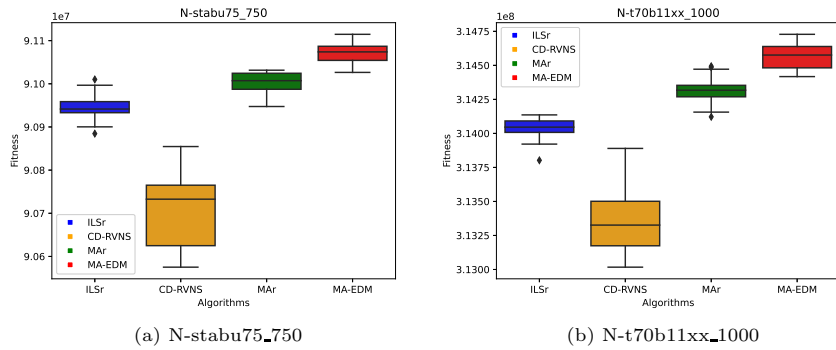 N-stabu75_750
1e7
9.11
9.10
9.09
9.08
9.07
9.06
Fitness
ILSr
CD-RVNS
MAr
MA-EDM
ILSr
CD-RVNS
MAr
MA-EDM
Algorithms
(a) N-stabu75_750
N-t70b11xx_1000
1e8
3.1475
3.1450
3.1425
3.1400
3.1375
3.1350
3.1325
3.1300
Fitness
ILSr
CD-RVNS
MAr
MA-EDM
ILSr
CD-RVNS
MAr
MA-EDM
Algorithms
(b) N-t70b11xx_1000